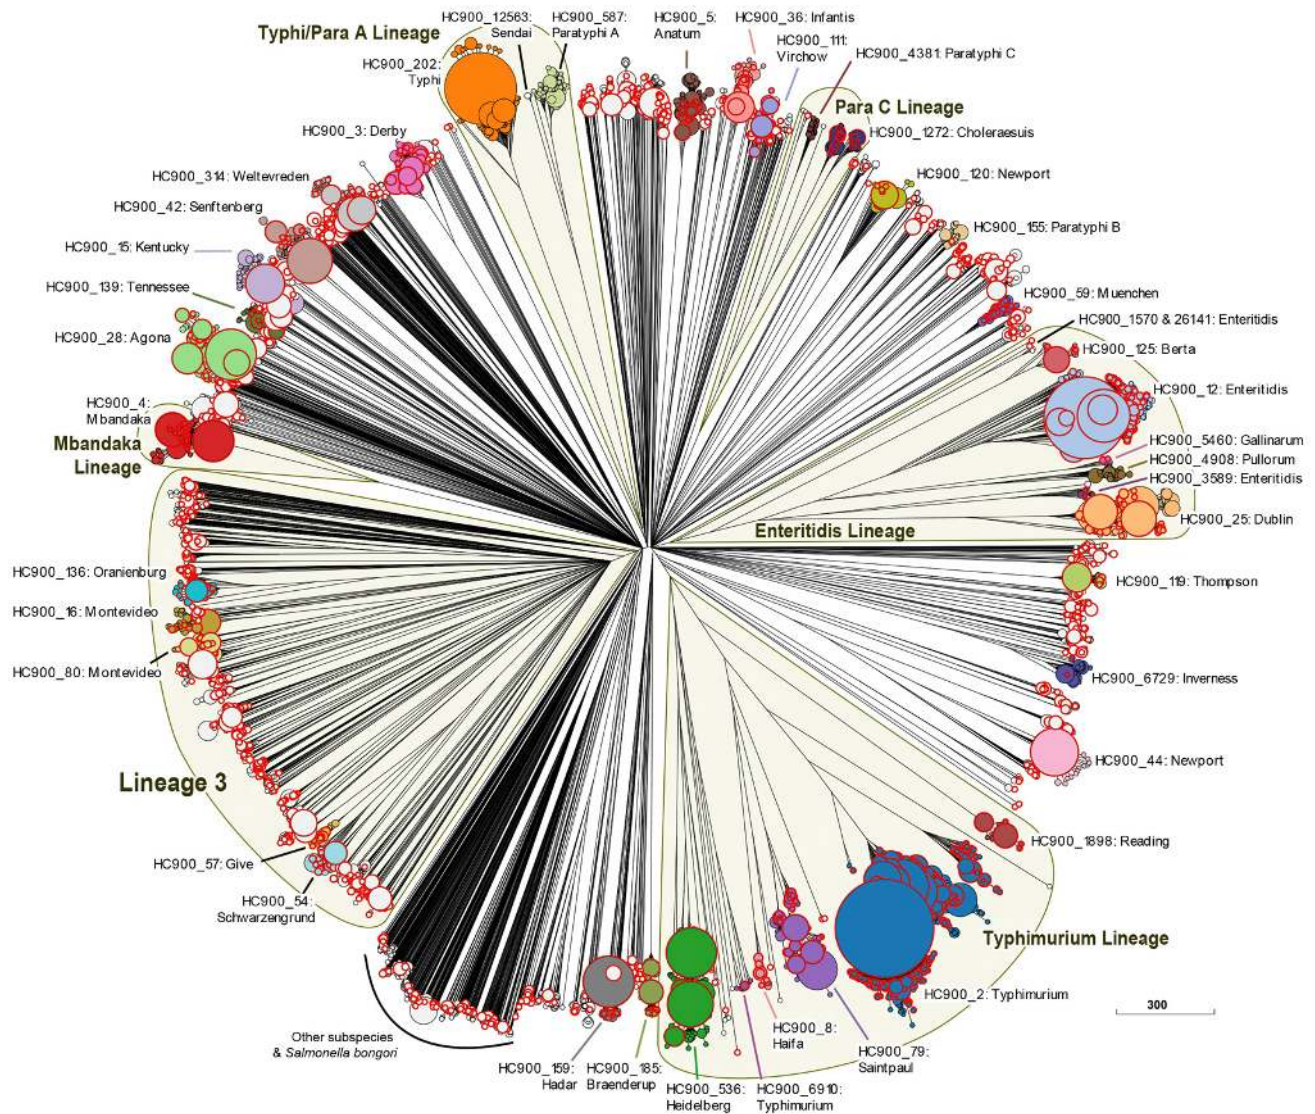 HC900_12563:
Sendai
HC900_587:
Paratyphi A
HC900_5:
Anatum
HC900_36: Infantis
HC900_111:
Virchow
HC900_4381: Paratyphi C
Typhi/Para A Lineage
HC900_202:
Typhi
Para C Lineage
HC900_1272: Choleraesuis
HC900_3: Derby
HC900_120: Newport
HC900_314: Weltevreden
HC900_42: Senftenberg
HC900_155: Paratyphi B
HC900_15: Kentucky
HC900_139: Tennessee
HC900_59: Muenchen
HC900_1570 & 26141: Enteritidis
HC900_28: Agona
HC900_125: Berta
HC900_12: Enteritidis
HC900_4:
Mbandaka
Mbandaka
Lineage
HC900_5460: Gallinarum
HC900_4908: Pullorum
HC900_3589: Enteritidis
HC900_25: Dublin
Enteritidis Lineage
HC900_136: Oranienburg
HC900_119: Thompson
HC900_16: Montevideo
HC900_80: Montevideo
HC900_6729: Inverness
HC900_44: Newport
Lineage 3
HC900_1898: Reading
HC900_57: Give
HC900_54:
Schwarzengrund
Typhimurium Lineage
HC900_2: Typhimurium
300
Other subspecies
& Salmonella bongori
HC900_8:
Haifa
HC900_79:
Saintpaul
HC900_159:
Hadar
HC900_185:
Braenderup
HC900_536:
Heidelberg
HC900_6910:
Typhimurium